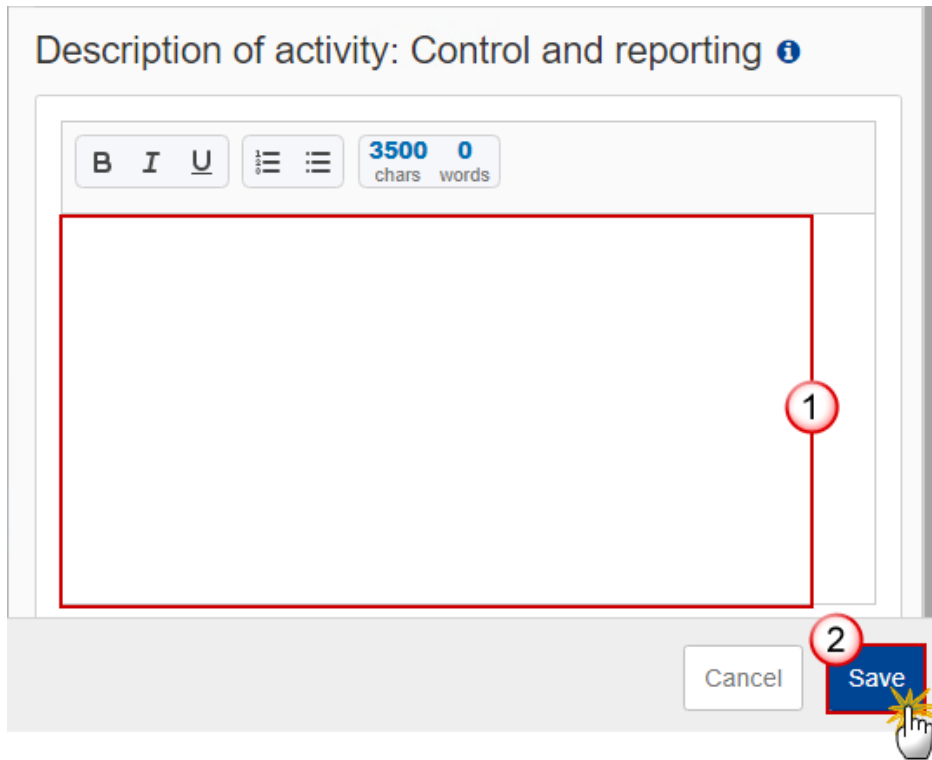 Description of activity: Control and reporting
B I U 3500 0
chars words
1
2
Cancel Save